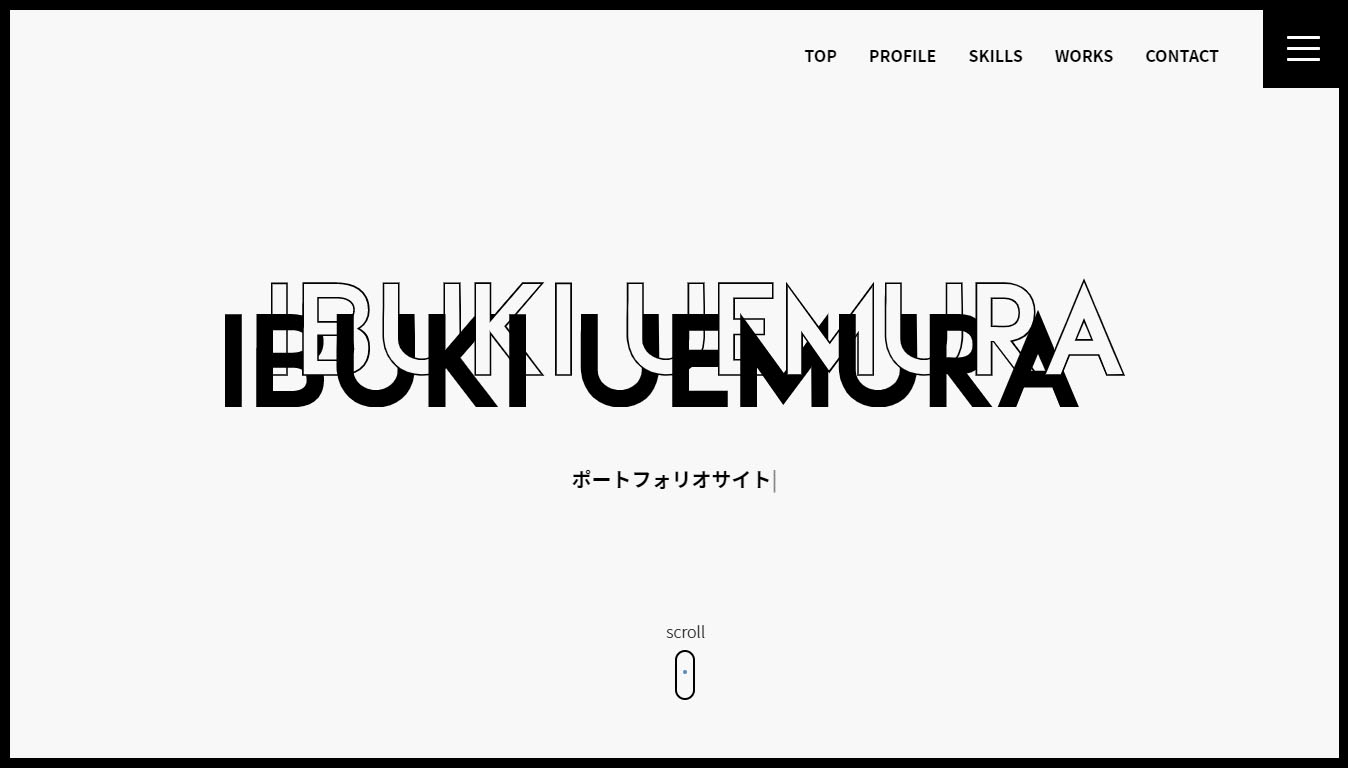 TOP PROFILE SKILLS WORKS CONTACT
IBUKI UEMURA
IBUKI UEMURA
ポートフォリオサイト
scroll